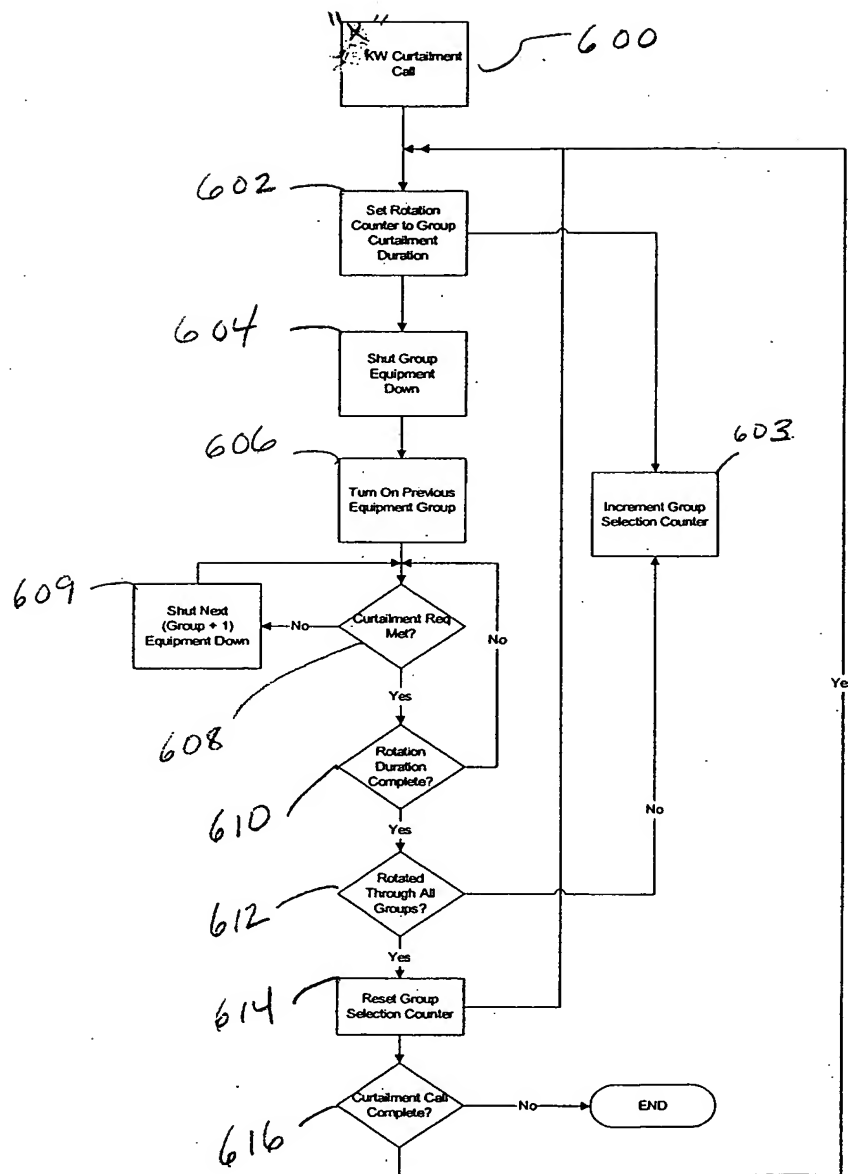 "X"
KW Curtailment
Call
600
602
Set Rotation
Counter to Group
Curtailment
Duration
604
Shut Group
Equipment
Down
606
Turn On Previous
Equipment Group
603
Increment Group
Selection Counter
609
Shut Next
(Group + 1)
Equipment Down
No
Curtailment Req
Met?
No
608
Yes
Yes
Rotation
Duration
Complete?
610
Yes
No
Rotated
Through All
Groups?
612
Yes
614
Reset Group
Selection Counter
Curtailment Call
Complete?
616
No
END